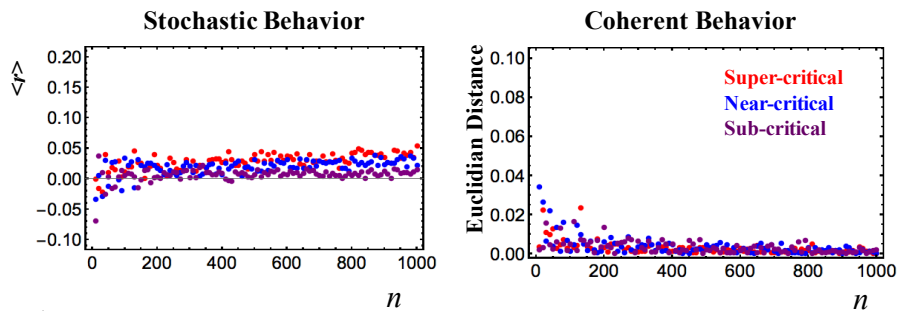 Stochastic Behavior
<r>
0.20
0.15
0.10
0.05
0.00
−0.05
−0.10
0
200
400
600
800
1000
n
Coherent Behavior
Euclidian Distance
0.10
0.08
0.06
0.04
0.02
0.00
Super-critical
Near-critical
Sub-critical
0
200
400
600
800
1000
n